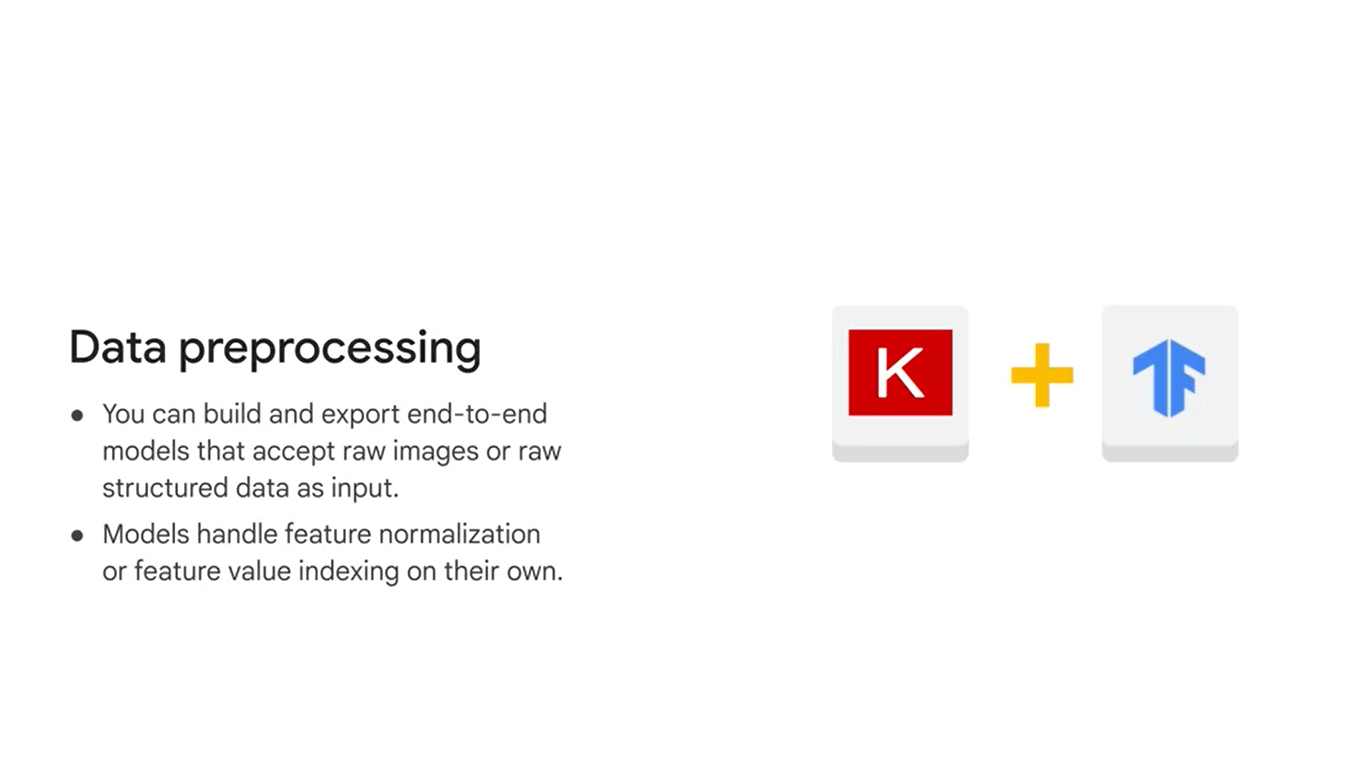 Data preprocessing
● You can build and export end-to-end
models that accept raw images or raw
structured data as input.
● Models handle feature normalization
or feature value indexing on their own.
K
TF